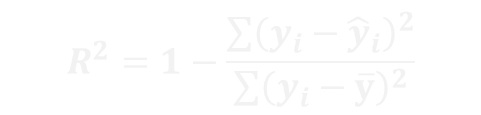 R² = 1 − ∑(yᵢ − ŷᵢ)² / ∑(yᵢ − ȳ)²